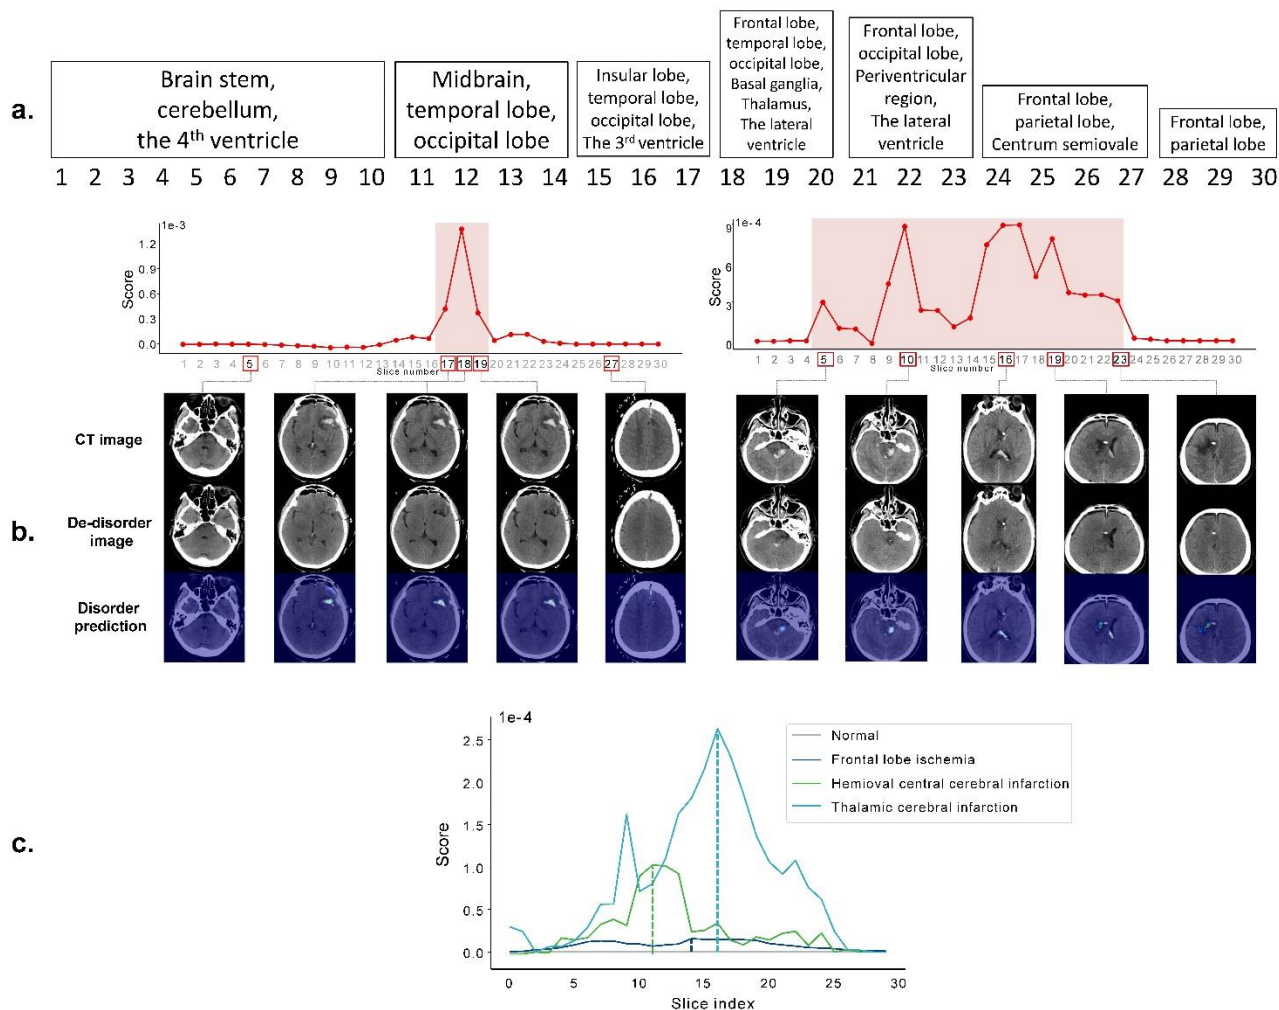 a.
Brain stem,
cerebellum,
the 4th ventricle
Midbrain,
temporal lobe,
occipital lobe
Insular lobe,
temporal lobe,
occipital lobe,
The 3rd ventricle
Frontal lobe,
temporal lobe,
occipital lobe,
Basal ganglia,
Thalamus,
The lateral
ventricle
Frontal lobe,
occipital lobe,
Periventricular
region,
The lateral
ventricle
Frontal lobe,
parietal lobe,
Centrum semiovale
Frontal lobe,
parietal lobe
1 2 3 4 5 6 7 8 9 10 11 12 13 14 15 16 17 18 19 20 21 22 23 24 25 26 27 28 29 30
b.
1e-3
Score
1.2
0.9
0.6
0.3
0.0
1 2 3 4 5 6 7 8 9 10 11 12 13 14 15 16 17 18 19 20 21 22 23 24 25 26 27 28 29 30
Slice number
1e-4
Score
9
6
3
0
1 2 3 4 5 6 7 8 9 10 11 12 13 14 15 16 17 18 19 20 21 22 23 24 25 26 27 28 29 30
Slice number
CT image
De-disorder
image
Disorder
prediction
c.
1e-4
Score
2.5
2.0
1.5
1.0
0.5
0.0
0 5 10 15 20 25 30
Slice index
Normal
Frontal lobe ischemia
Hemioval central cerebral infarction
Thalamic cerebral infarction